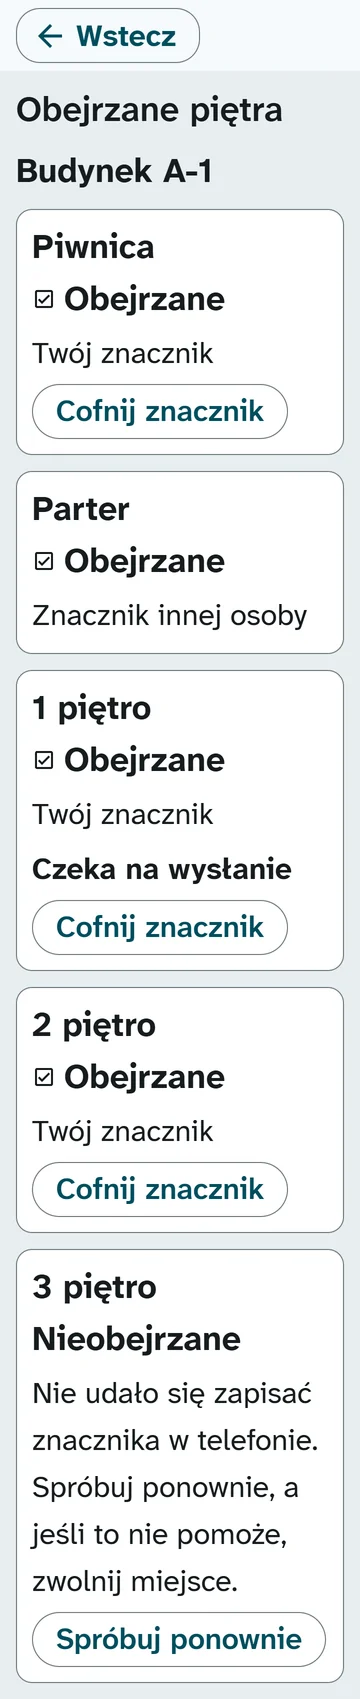 ← Wstecz
Obejrzane piętra
Budynek A-1
Piwnica
☑ Obejrzane
Twój znacznik
Cofnij znacznik
Parter
☑ Obejrzane
Znacznik innej osoby
1 piętro
☑ Obejrzane
Twój znacznik
Czeka na wysłanie
Cofnij znacznik
2 piętro
☑ Obejrzane
Twój znacznik
Cofnij znacznik
3 piętro
Nieobejrzane
Nie udało się zapisać
znacznika w telefonie.
Spróbuj ponownie, a
jeśli to nie pomoże,
zwolnij miejsce.
Spróbuj ponownie